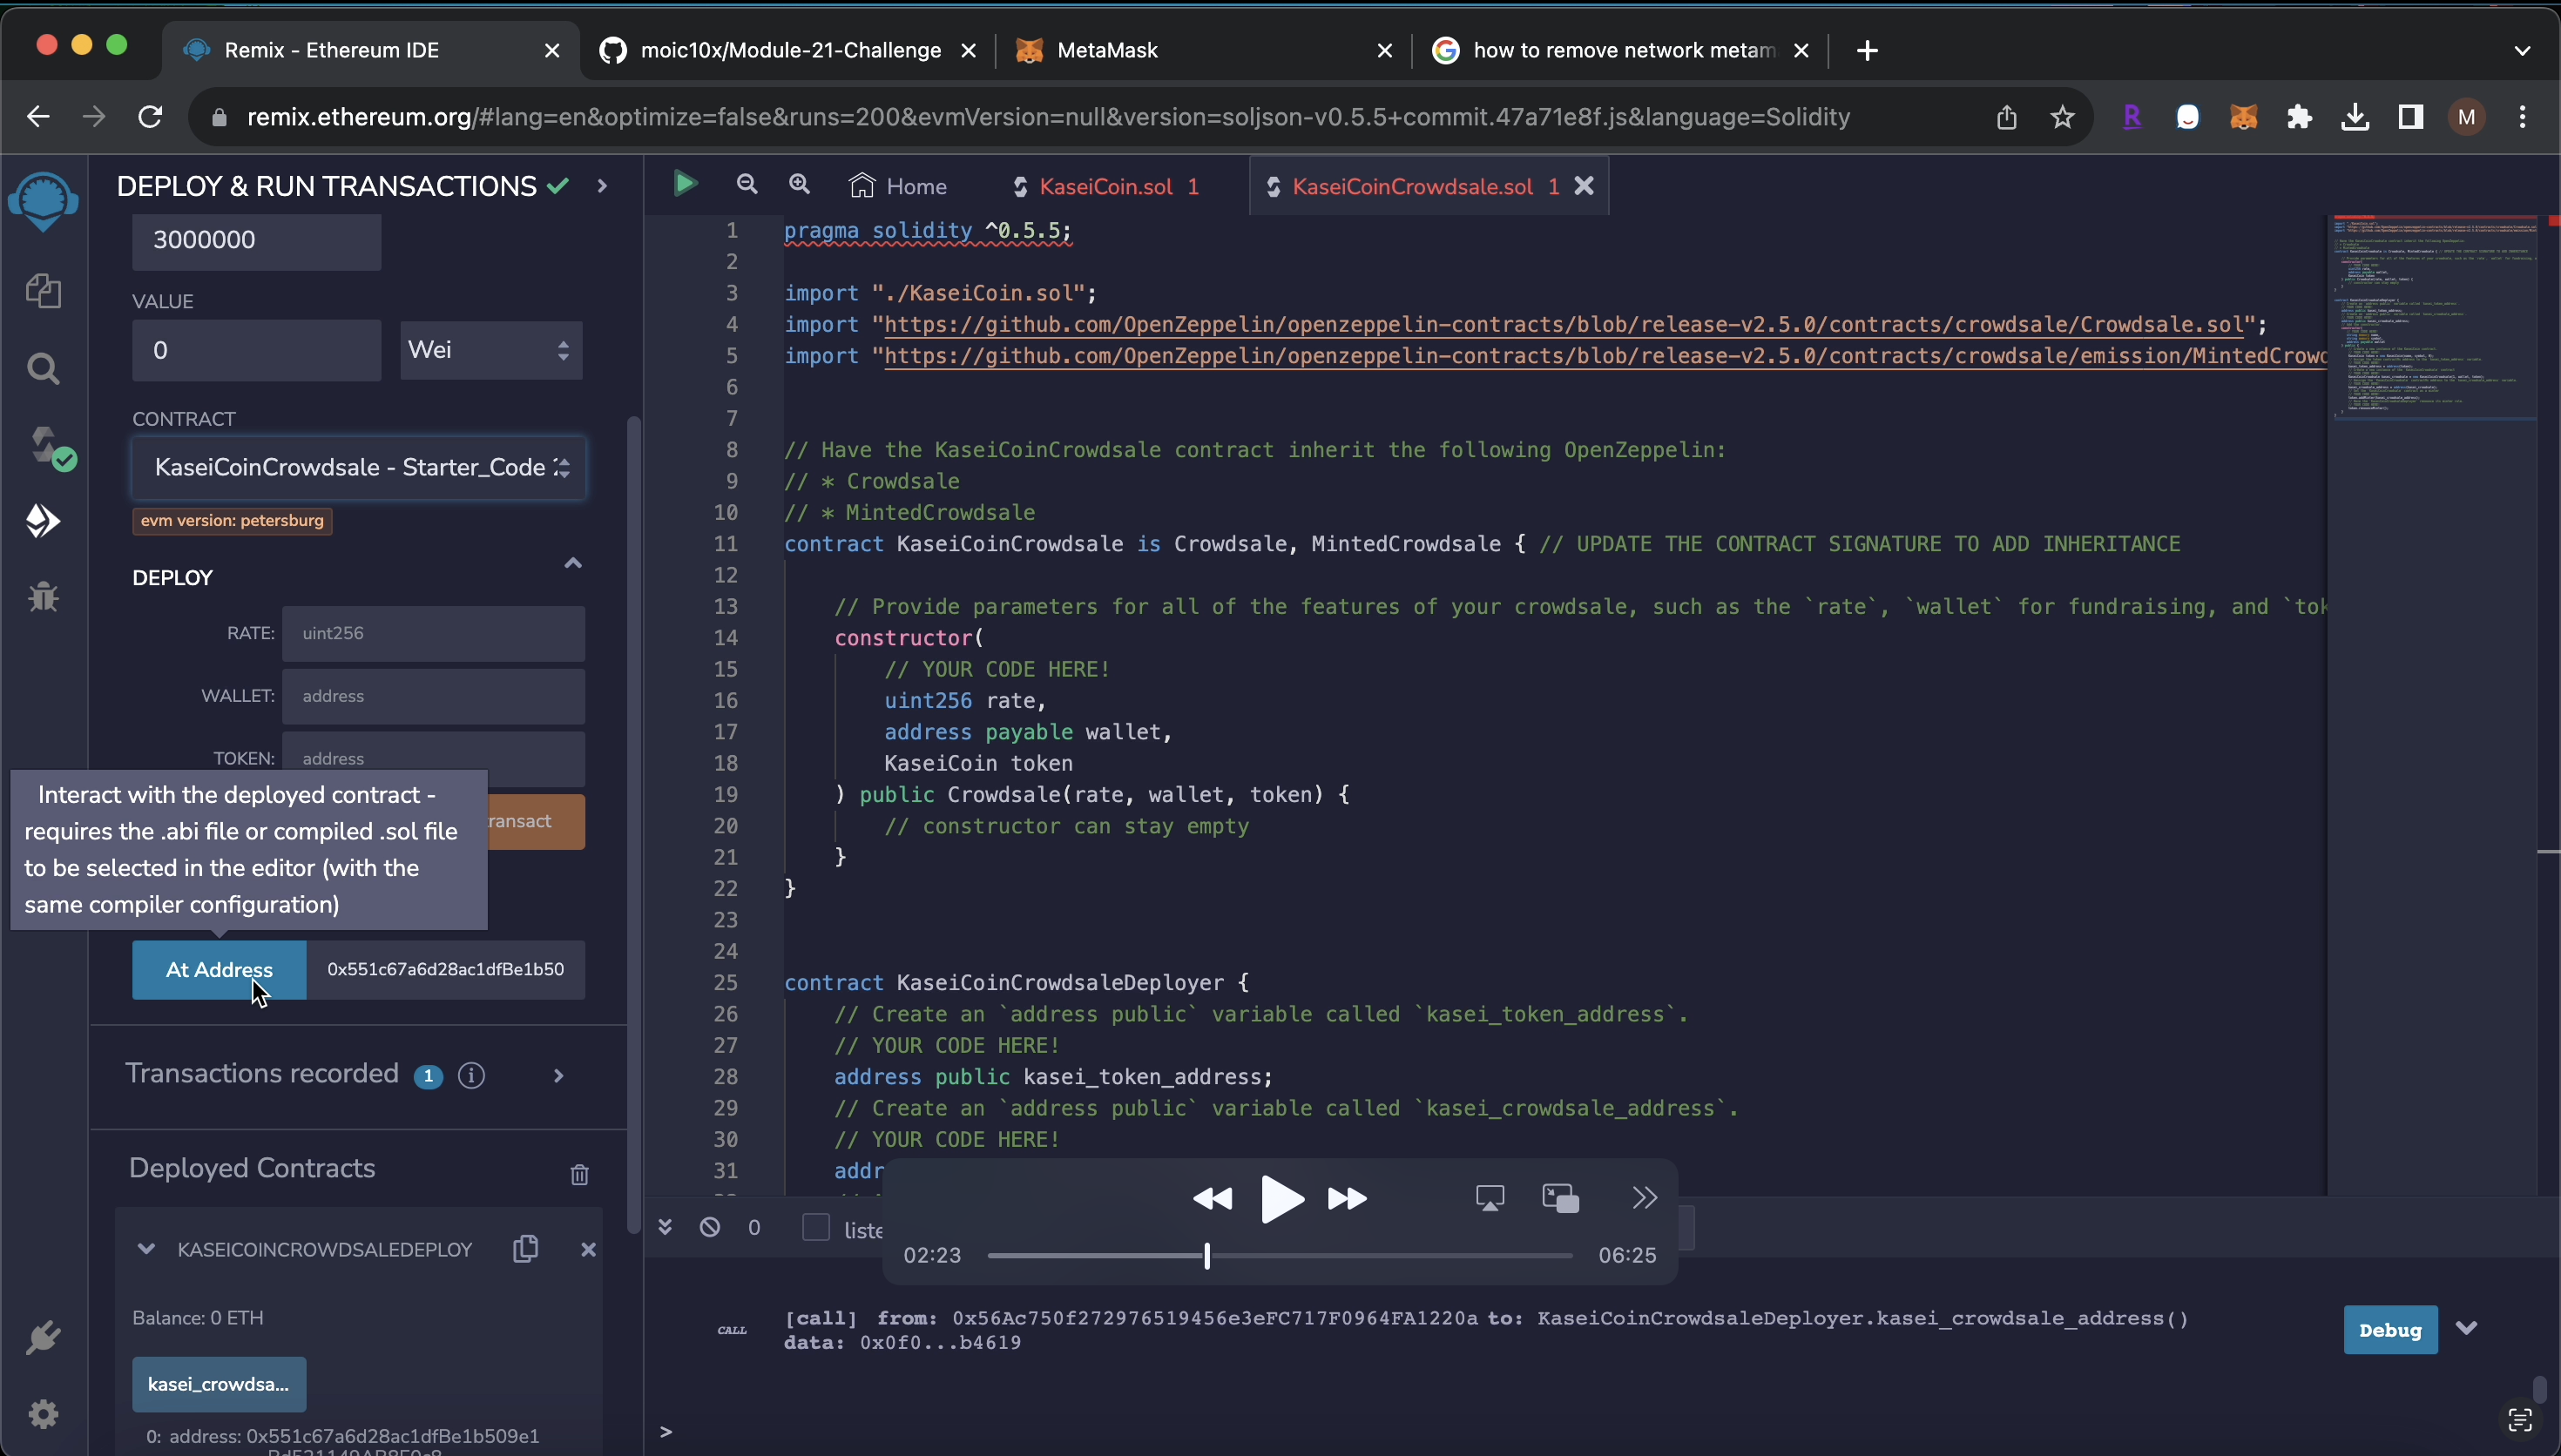 Remix - Ethereum IDE
moic10x/Module-21-Challenge
MetaMask
how to remove network metam
remix.ethereum.org/#lang=en&optimize=false&runs=200&evmVersion=null&version=soljson-v0.5.5+commit.47a71e8f.js&language=Solidity
R
M
DEPLOY & RUN TRANSACTIONS
3000000
VALUE
0
Wei
CONTRACT
KaseiCoinCrowdsale - Starter_Code
evm version: petersburg
DEPLOY
RATE: uint256
WALLET: address
TOKEN: address
ransact
Interact with the deployed contract -
requires the .abi file or compiled .sol file
to be selected in the editor (with the
same compiler configuration)
At Address
0x551c67a6d28ac1dfBe1b50
Transactions recorded 1 i
Deployed Contracts
KASEICOINCROWDSALEDEPLOY
Balance: 0 ETH
kasei_crowdsa...
0: address: 0x551c67a6d28ac1dfBe1b509e1
Home
KaseiCoin.sol 1
KaseiCoinCrowdsale.sol 1
1 pragma solidity ^0.5.5;
2
3 import "./KaseiCoin.sol";
4 import "https://github.com/OpenZeppelin/openzeppelin-contracts/blob/release-v2.5.0/contracts/crowdsale/Crowdsale.sol";
5 import "https://github.com/OpenZeppelin/openzeppelin-contracts/blob/release-v2.5.0/contracts/crowdsale/emission/MintedCrowd
6
7
8 // Have the KaseiCoinCrowdsale contract inherit the following OpenZeppelin:
9 // * Crowdsale
10 // * MintedCrowdsale
11 contract KaseiCoinCrowdsale is Crowdsale, MintedCrowdsale { // UPDATE THE CONTRACT SIGNATURE TO ADD INHERITANCE
12
13 // Provide parameters for all of the features of your crowdsale, such as the `rate`, `wallet` for fundraising, and `tok
14 constructor(
15 // YOUR CODE HERE!
16 uint256 rate,
17 address payable wallet,
18 KaseiCoin token
19 ) public Crowdsale(rate, wallet, token) {
20 // constructor can stay empty
21 }
22 }
23
24
25 contract KaseiCoinCrowdsaleDeployer {
26 // Create an `address public` variable called `kasei_token_address`.
27 // YOUR CODE HERE!
28 address public kasei_token_address;
29 // Create an `address public` variable called `kasei_crowdsale_address`.
30 // YOUR CODE HERE!
31 addr
0
liste
02:23
06:25
CALL
[call] from: 0x56Ac750f272976519456e3eFC717F0964FA1220a to: KaseiCoinCrowdsaleDeployer.kasei_crowdsale_address()
data: 0x0f0...b4619
Debug
>